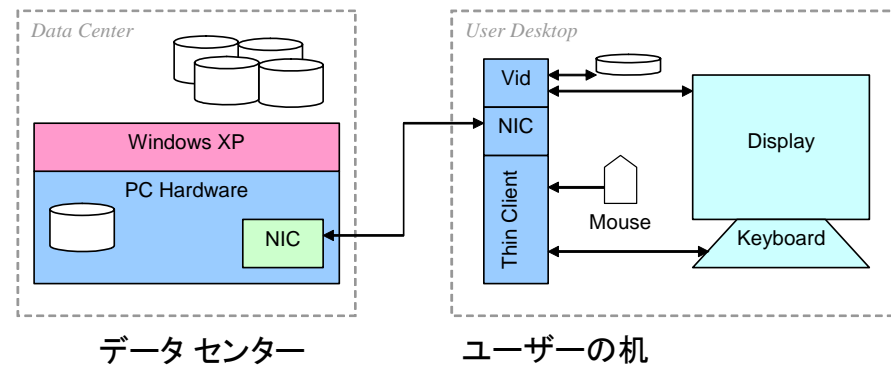 Data Center
Windows XP
PC Hardware
NIC
User Desktop
Vid
NIC
Thin Client
Mouse
Display
Keyboard
データ センター
ユーザーの机